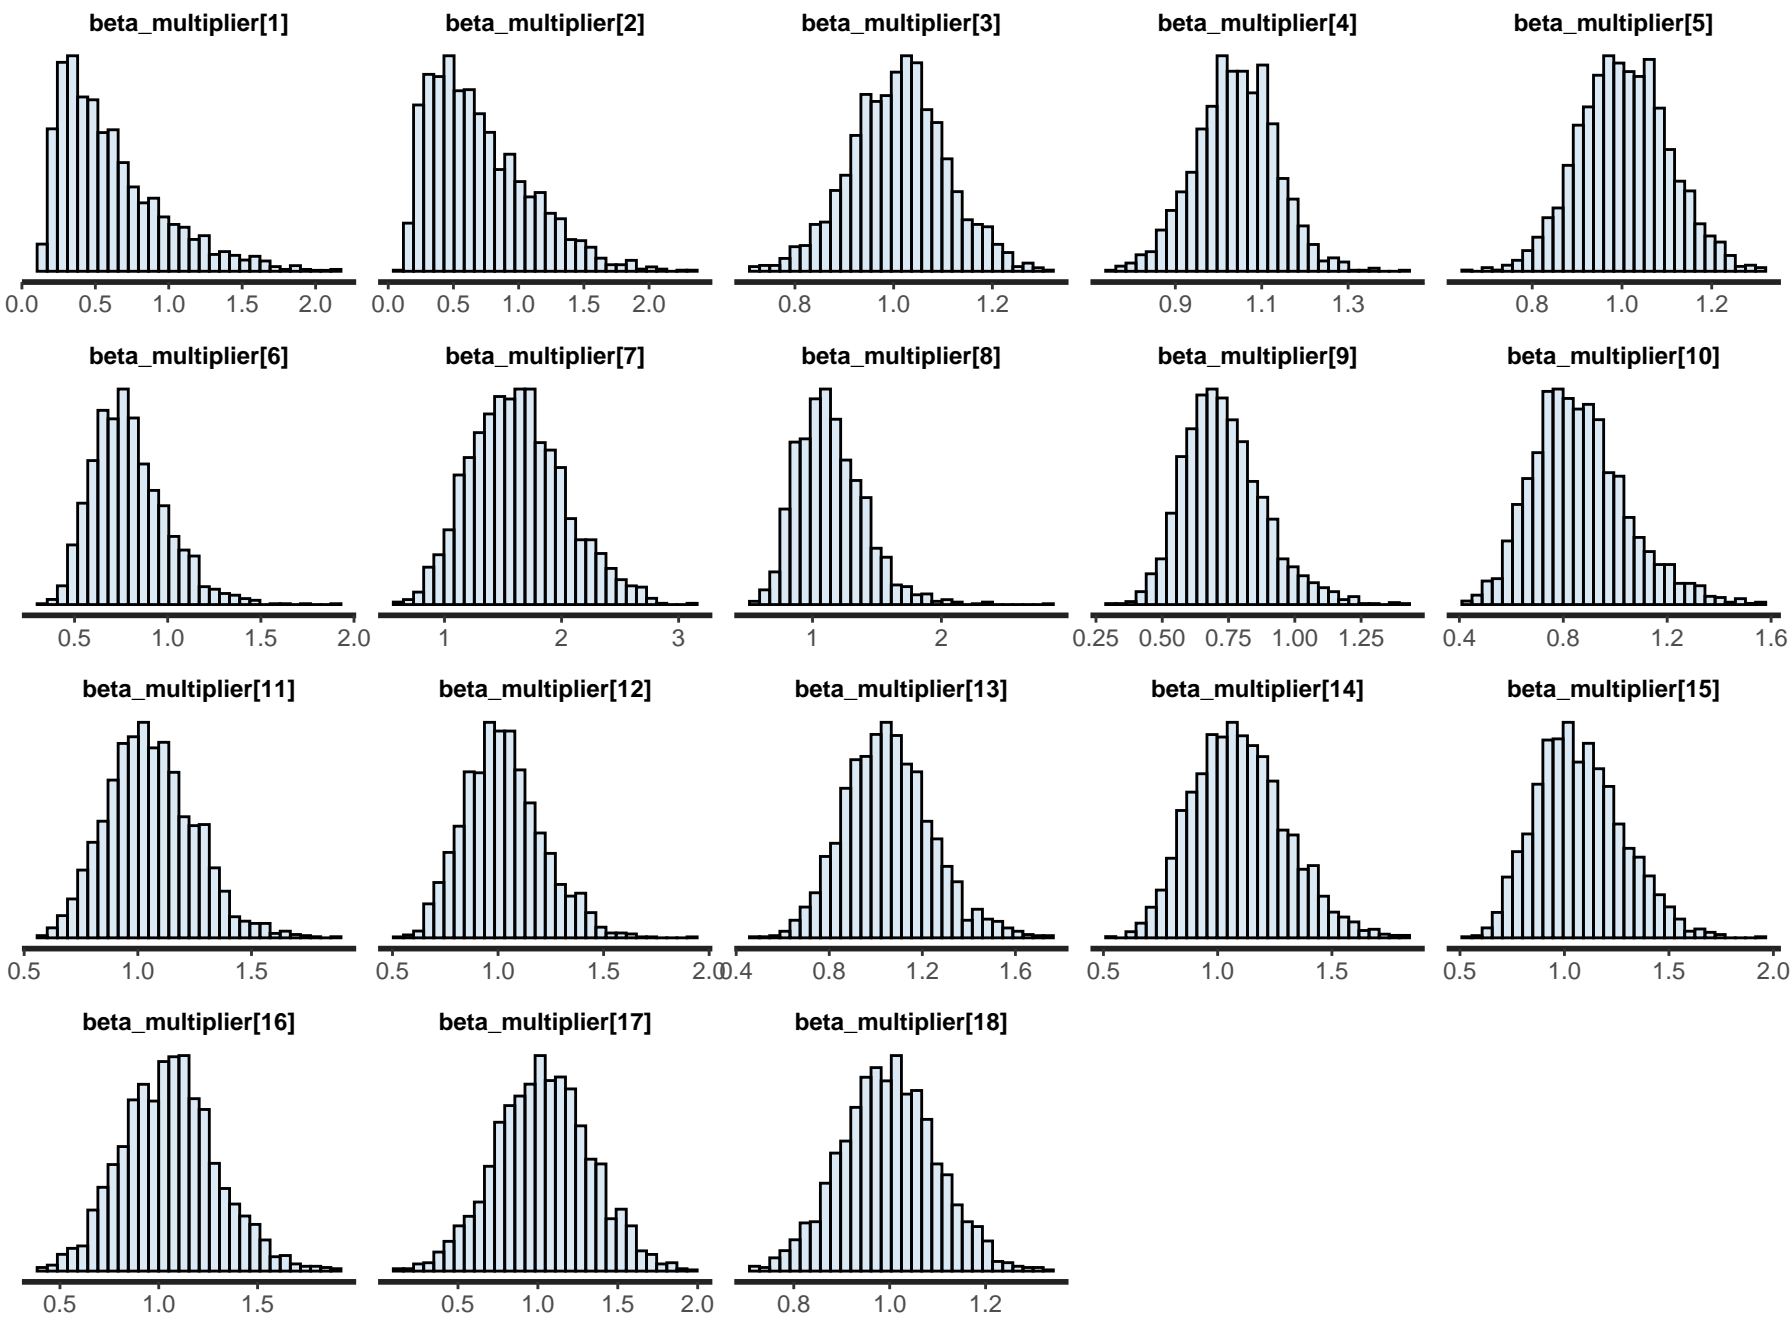 beta_multiplier[1] beta_multiplier[2] beta_multiplier[3] beta_multiplier[4] beta_multiplier[5]
0.0 0.5 1.0 1.5 2.0 0.0 0.5 1.0 1.5 2.0 0.8 1.0 1.2 0.9 1.1 1.3 0.8 1.0 1.2
beta_multiplier[6] beta_multiplier[7] beta_multiplier[8] beta_multiplier[9] beta_multiplier[10]
0.5 1.0 1.5 2.0 1 2 3 1 2 0.25 0.50 0.75 1.00 1.25 0.4 0.8 1.2 1.6
beta_multiplier[11] beta_multiplier[12] beta_multiplier[13] beta_multiplier[14] beta_multiplier[15]
0.5 1.0 1.5 0.5 1.0 1.5 2.0 0.4 0.8 1.2 1.6 0.5 1.0 1.5 0.5 1.0 1.5 2.0
beta_multiplier[16] beta_multiplier[17] beta_multiplier[18]
0.5 1.0 1.5 0.5 1.0 1.5 2.0 0.8 1.0 1.2